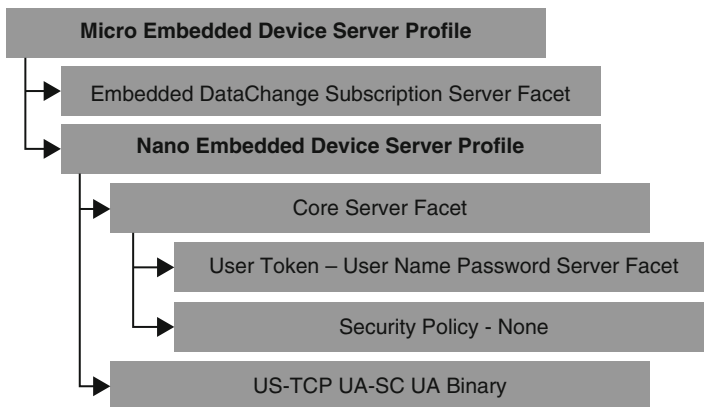 Micro Embedded Device Server Profile
Embedded DataChange Subscription Server Facet
Nano Embedded Device Server Profile
Core Server Facet
User Token – User Name Password Server Facet
Security Policy - None
US-TCP UA-SC UA Binary